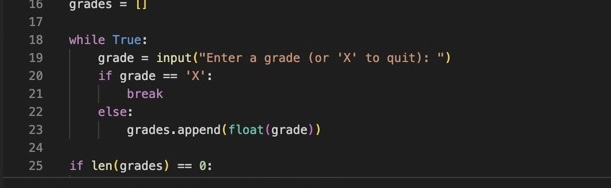 16 grades = []
17
18 while True:
19     grade = input("Enter a grade (or 'X' to quit): ")
20     if grade == 'X':
21         break
22     else:
23         grades.append(float(grade))
24
25 if len(grades) == 0: